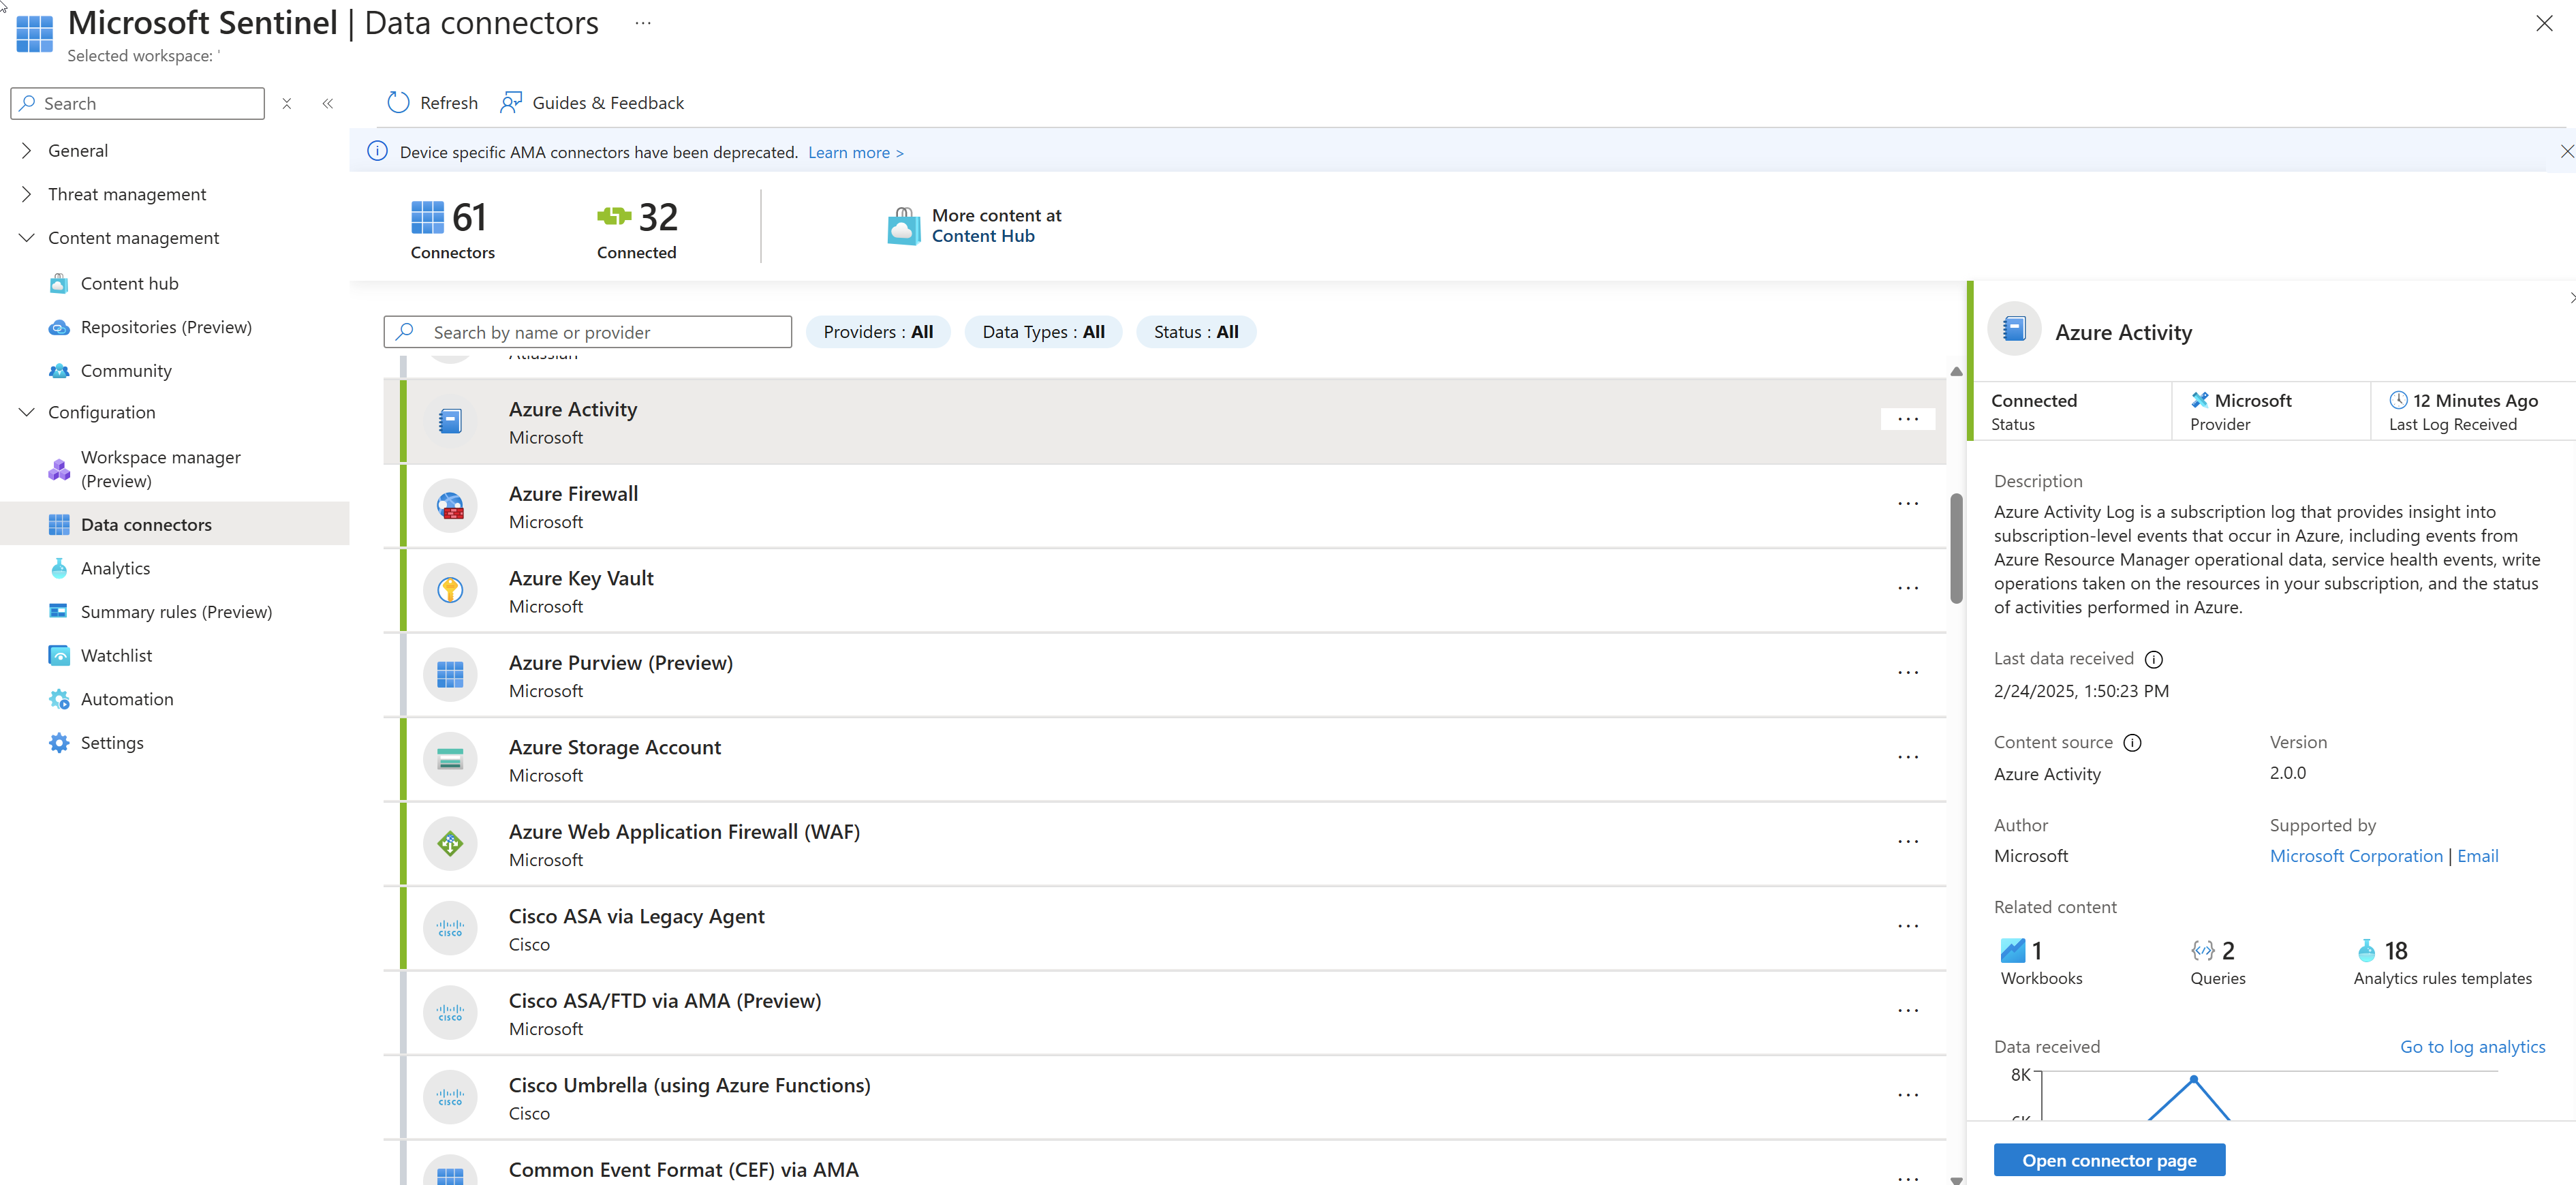 Microsoft Sentinel | Data connectors ...
Selected workspace: '
Search
General
Threat management
Content management
Content hub
Repositories (Preview)
Community
Configuration
Workspace manager
(Preview)
Data connectors
Analytics
Summary rules (Preview)
Watchlist
Automation
Settings
Refresh
Guides & Feedback
Device specific AMA connectors have been deprecated. Learn more >
61
Connectors
32
Connected
More content at
Content Hub
Search by name or provider
Providers : All
Data Types : All
Status : All
Atlassian
Azure Activity
Microsoft
Azure Firewall
Microsoft
Azure Key Vault
Microsoft
Azure Purview (Preview)
Microsoft
Azure Storage Account
Microsoft
Azure Web Application Firewall (WAF)
Microsoft
CISCO
Cisco ASA via Legacy Agent
Cisco
CISCO
Cisco ASA/FTD via AMA (Preview)
Microsoft
CISCO
Cisco Umbrella (using Azure Functions)
Cisco
Common Event Format (CEF) via AMA
Azure Activity
Connected
Status
Microsoft
Provider
12 Minutes Ago
Last Log Received
Description
Azure Activity Log is a subscription log that provides insight into
subscription-level events that occur in Azure, including events from
Azure Resource Manager operational data, service health events, write
operations taken on the resources in your subscription, and the status
of activities performed in Azure.
Last data received
2/24/2025, 1:50:23 PM
Content source
Azure Activity
Version
2.0.0
Author
Microsoft
Supported by
Microsoft Corporation | Email
Related content
1
Workbooks
2
Queries
18
Analytics rules templates
Data received
Go to log analytics
8K
6K
Open connector page